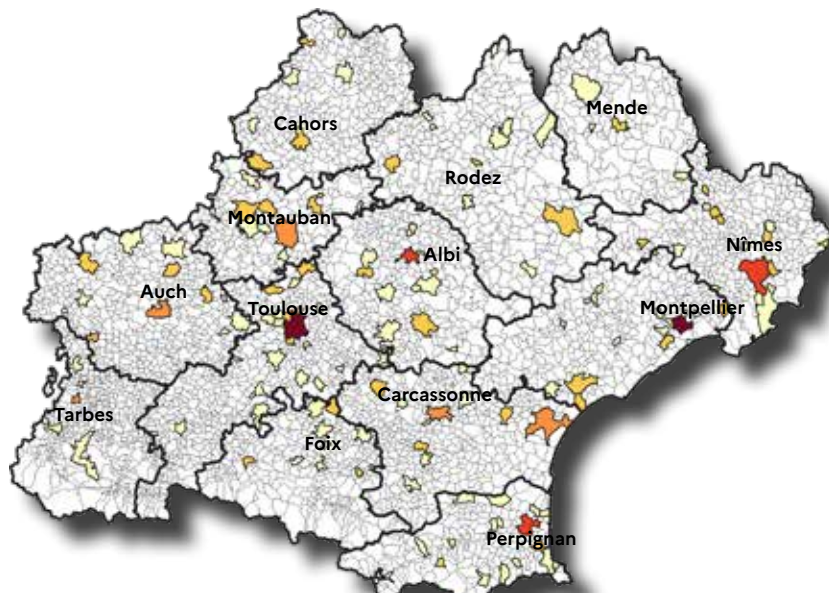 Mende
Cahors
Rodez
Montauban
Nîmes
Albi
Auch
Toulouse
Montpellier
Carcassonne
Tarbes
Foix
Perpignan